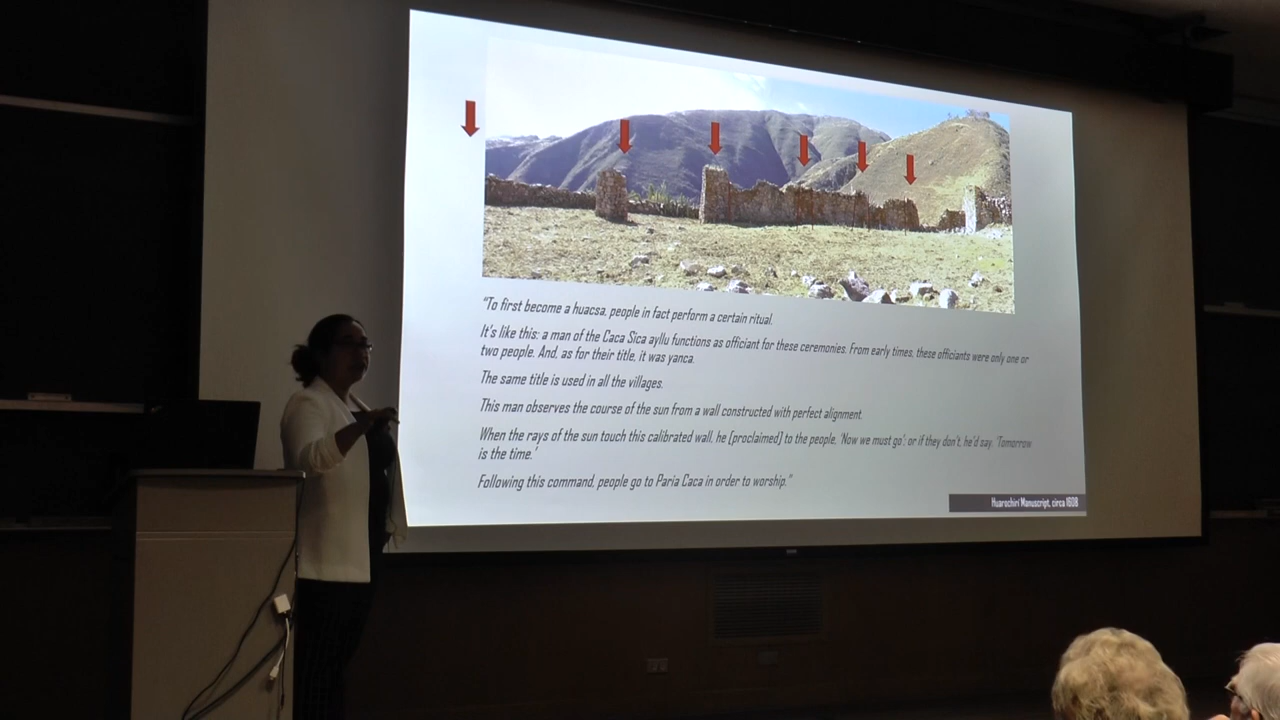 "To first become a huacsa, people in fact perform a certain ritual.
It's like this: a man of the Caca Sica ayllu functions as officiant for these ceremonies. From early times, these officiants were only one or
two people. And, as for their title, it was yanca.
The same title is used in all the villages.
This man observes the course of the sun from a wall constructed with perfect alignment.
When the rays of the sun touch this calibrated wall, he [proclaimed] to the people, 'Now we must go'; or if they don't, he'd say, 'Tomorrow
is the time.'
Following this command, people go to Paria Caca in order to worship."
Huarochirí Manuscript, circa 1608